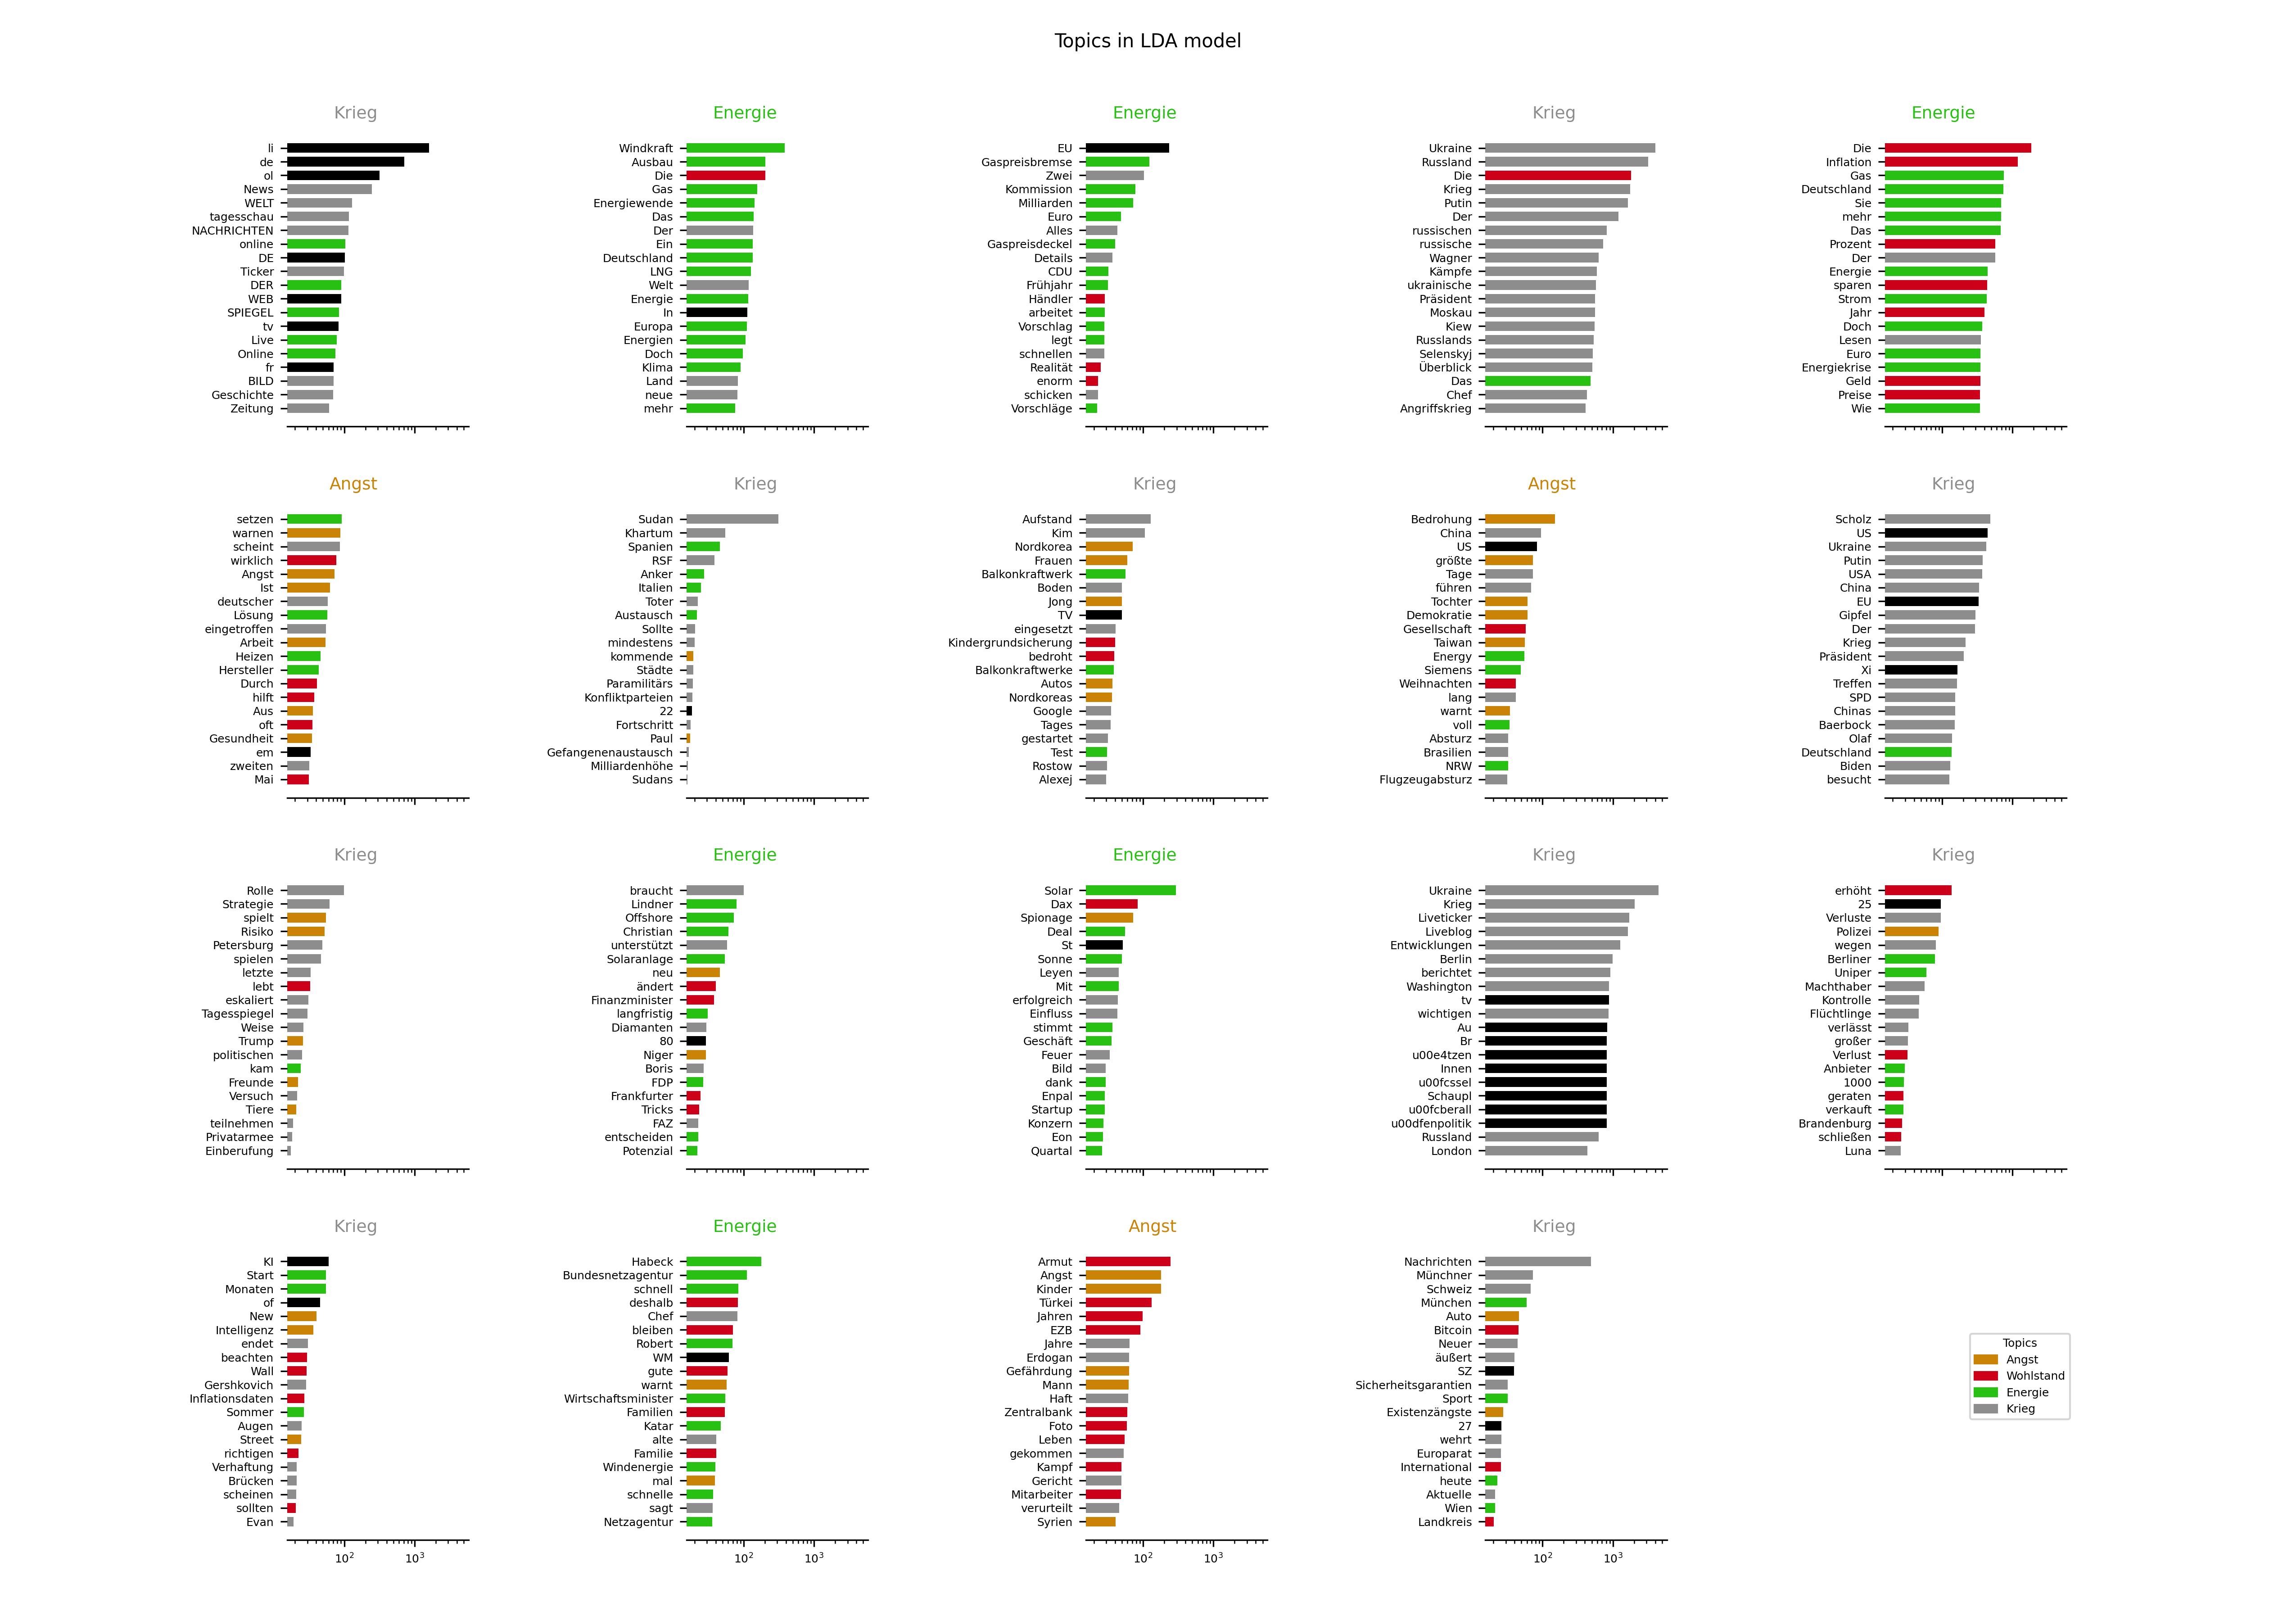 Topics in LDA model
Krieg
li
de
ol
News
WELT
tagesschau
NACHRICHTEN
online
DE
Ticker
DER
WEB
SPIEGEL
tv
Live
Online
fr
BILD
Geschichte
Zeitung
Energie
Windkraft
Ausbau
Die
Gas
Energiewende
Das
Der
Ein
Deutschland
LNG
Welt
Energie
In
Europa
Energien
Doch
Klima
Land
neue
mehr
Energie
EU
Gaspreisbremse
Zwei
Kommission
Milliarden
Euro
Alles
Gaspreisdeckel
Details
CDU
Frühjahr
Händler
arbeitet
Vorschlag
legt
schnellen
Realität
enorm
schicken
Vorschläge
Krieg
Ukraine
Russland
Die
Krieg
Putin
Der
russischen
russische
Wagner
Kämpfe
ukrainische
Präsident
Moskau
Kiew
Russlands
Selenskyj
Überblick
Das
Chef
Angriffskrieg
Energie
Die
Inflation
Gas
Deutschland
Sie
mehr
Das
Prozent
Der
Energie
sparen
Strom
Jahr
Doch
Lesen
Euro
Energiekrise
Geld
Preise
Wie
Angst
setzen
warnen
scheint
wirklich
Angst
Ist
deutscher
Lösung
eingetroffen
Arbeit
Heizen
Hersteller
Durch
hilft
Aus
oft
Gesundheit
em
zweiten
Mai
Krieg
Sudan
Khartum
Spanien
RSF
Anker
Italien
Toter
Austausch
Sollte
mindestens
kommende
Städte
Paramilitärs
Konfliktparteien
22
Fortschritt
Paul
Gefangenenaustausch
Milliardenhöhe
Sudans
Krieg
Aufstand
Kim
Nordkorea
Frauen
Balkonkraftwerk
Boden
Jong
TV
eingesetzt
Kindergrundsicherung
bedroht
Balkonkraftwerke
Autos
Nordkoreas
Google
Tages
gestartet
Test
Rostow
Alexej
Angst
Bedrohung
China
US
größte
Tage
führen
Tochter
Demokratie
Gesellschaft
Taiwan
Energy
Siemens
Weihnachten
lang
warnt
voll
Absturz
Brasilien
NRW
Flugzeugabsturz
Krieg
Scholz
US
Ukraine
Putin
USA
China
EU
Gipfel
Der
Krieg
Präsident
Xi
Treffen
SPD
Chinas
Baerbock
Olaf
Deutschland
Biden
besucht
Krieg
Rolle
Strategie
spielt
Risiko
Petersburg
spielen
letzte
lebt
eskaliert
Tagesspiegel
Weise
Trump
politischen
kam
Freunde
Versuch
Tiere
teilnehmen
Privatarmee
Einberufung
Energie
braucht
Lindner
Offshore
Christian
unterstützt
Solaranlage
neu
ändert
Finanzminister
langfristig
Diamanten
80
Niger
Boris
FDP
Frankfurter
Tricks
FAZ
entscheiden
Potenzial
Energie
Solar
Dax
Spionage
Deal
St
Sonne
Leyen
Mit
erfolgreich
Einfluss
stimmt
Geschäft
Feuer
Bild
dank
Enpal
Startup
Konzern
Eon
Quartal
Krieg
Ukraine
Krieg
Liveticker
Liveblog
Entwicklungen
Berlin
berichtet
Washington
tv
wichtigen
Au
Br
u00e4tzen
Innen
u00fcssel
Schaupl
u00fcberall
u00dfenpolitik
Russland
London
Krieg
erhöht
25
Verluste
Polizei
wegen
Berliner
Uniper
Machthaber
Kontrolle
Flüchtlinge
verlässt
großer
Verlust
Anbieter
1000
geraten
verkauft
Brandenburg
schließen
Luna
Krieg
KI
Start
Monaten
of
New
Intelligenz
endet
beachten
Wall
Gershkovich
Inflationsdaten
Sommer
Augen
Street
richtigen
Verhaftung
Brücken
scheinen
sollten
Evan
10²
10³
Energie
Habeck
Bundesnetzagentur
schnell
deshalb
Chef
bleiben
Robert
WM
gute
warnt
Wirtschaftsminister
Familien
Katar
alte
Familie
Windenergie
mal
schnelle
sagt
Netzagentur
10²
10³
Angst
Armut
Angst
Kinder
Türkei
Jahren
EZB
Jahre
Erdogan
Gefährdung
Mann
Haft
Zentralbank
Foto
Leben
gekommen
Kampf
Gericht
Mitarbeiter
verurteilt
Syrien
10²
10³
Krieg
Nachrichten
Münchner
Schweiz
München
Auto
Bitcoin
Neuer
äußert
SZ
Sicherheitsgarantien
Sport
Existenzängste
27
wehrt
Europarat
International
heute
Aktuelle
Wien
Landkreis
10²
10³
Topics
Angst
Wohlstand
Energie
Krieg